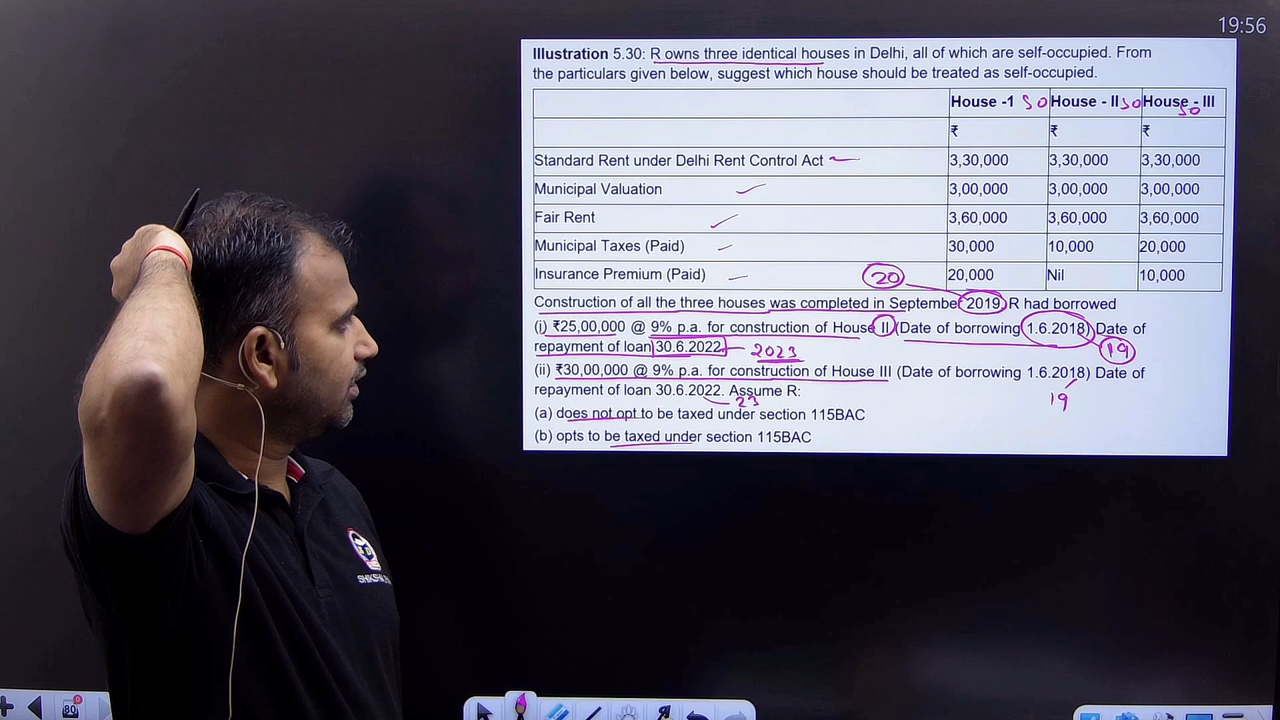 19:56
Illustration 5.30: R owns three identical houses in Delhi, all of which are self-occupied. From
the particulars given below, suggest which house should be treated as self-occupied.
House -1 SO House - II SO House - III SO
₹ ₹ ₹
Standard Rent under Delhi Rent Control Act 3,30,000 3,30,000 3,30,000
Municipal Valuation 3,00,000 3,00,000 3,00,000
Fair Rent 3,60,000 3,60,000 3,60,000
Municipal Taxes (Paid) 30,000 10,000 20,000
Insurance Premium (Paid) 20,000 Nil 10,000
20
Construction of all the three houses was completed in September 2019. R had borrowed
(i) ₹25,00,000 @ 9% p.a. for construction of House II (Date of borrowing 1.6.2018) Date of
repayment of loan 30.6.2022. 2023 19
(ii) ₹30,00,000 @ 9% p.a. for construction of House III (Date of borrowing 1.6.2018) Date of
repayment of loan 30.6.2022. Assume R:
23 19
(a) does not opt to be taxed under section 115BAC
(b) opts to be taxed under section 115BAC
80